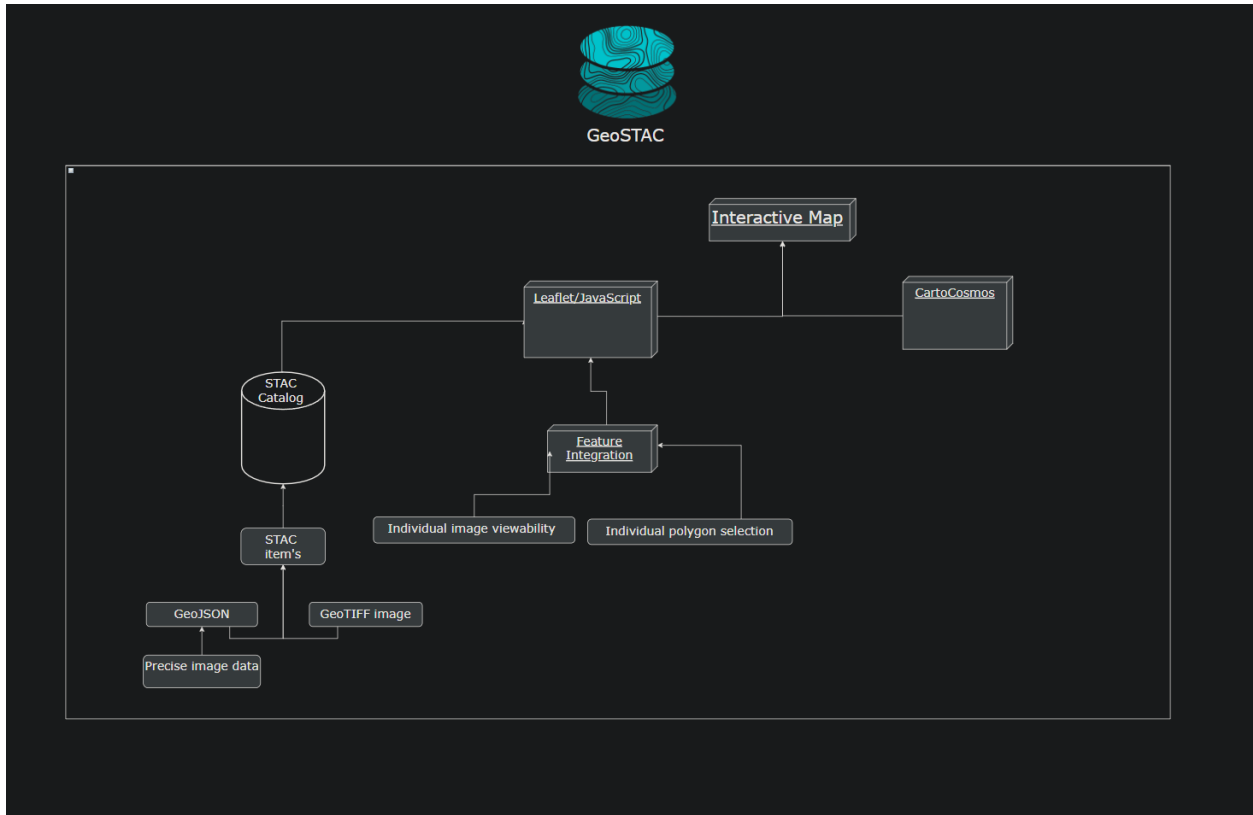 GeoSTAC
Interactive Map
Leaflet/JavaScript
CartoCosmos
STAC
Catalog
Feature
Integration
Individual image viewability
Individual polygon selection
STAC
item's
GeoJSON
GeoTIFF image
Precise image data